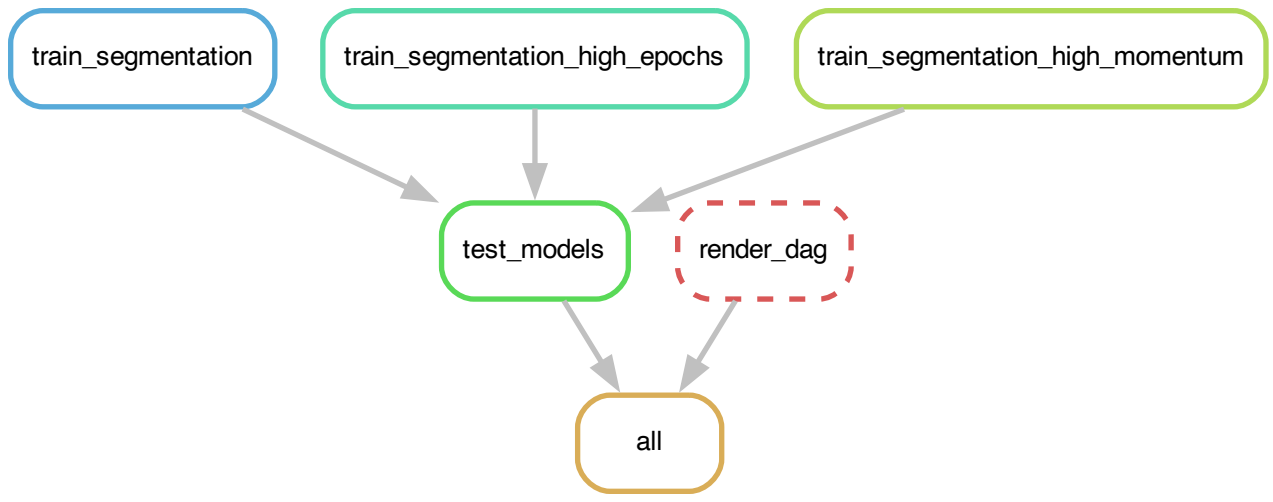 train_segmentation
train_segmentation_high_epochs
train_segmentation_high_momentum
test_models
render_dag
all